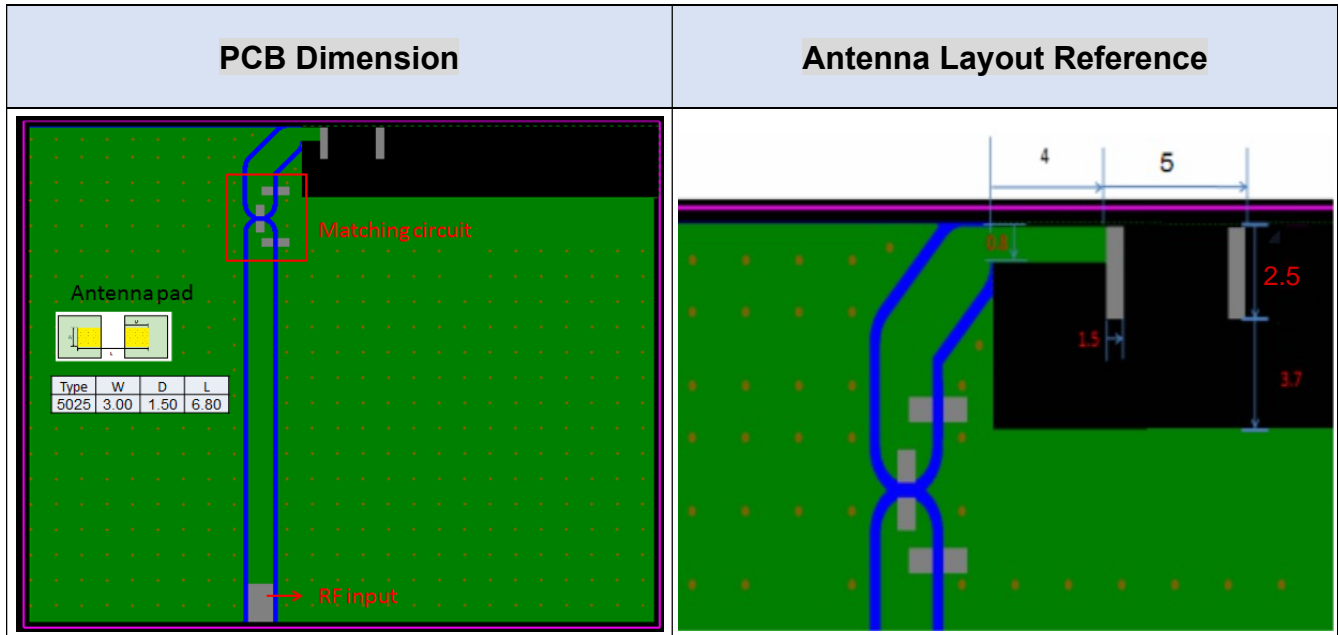 PCB Dimension
Antenna Layout Reference
Matching circuit
Antenna pad
Type W D L
5025 3.00 1.50 6.80
RF input
4
5
0.8
2.5
1.5
3.7